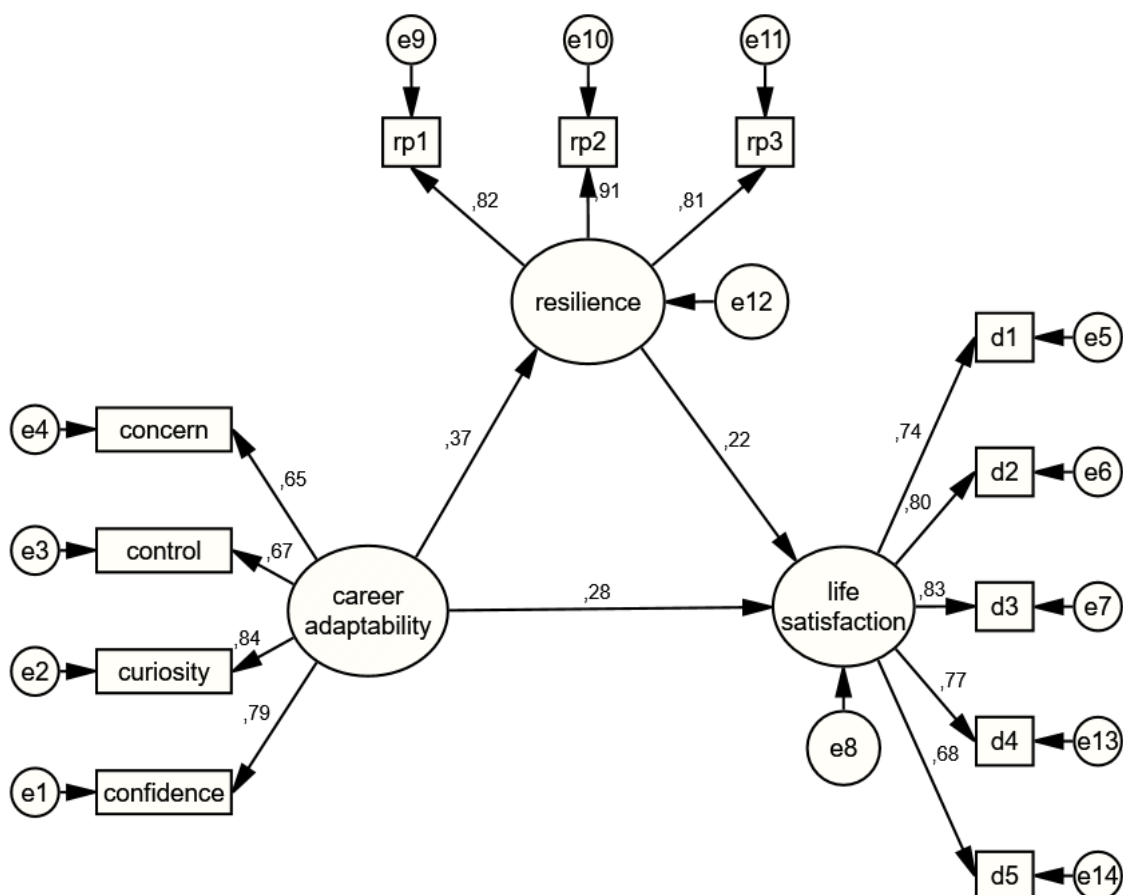 e9
e10
e11
rp1
rp2
rp3
,82
,91
,81
resilience
e12
d1
e5
e4
concern
,37
,22
,74
d2
e6
,65
,80
e3
control
,67
career
adaptability
,28
life
satisfaction
,83
d3
e7
e2
curiosity
,84
,79
,77
e8
d4
e13
,68
e1
confidence
d5
e14